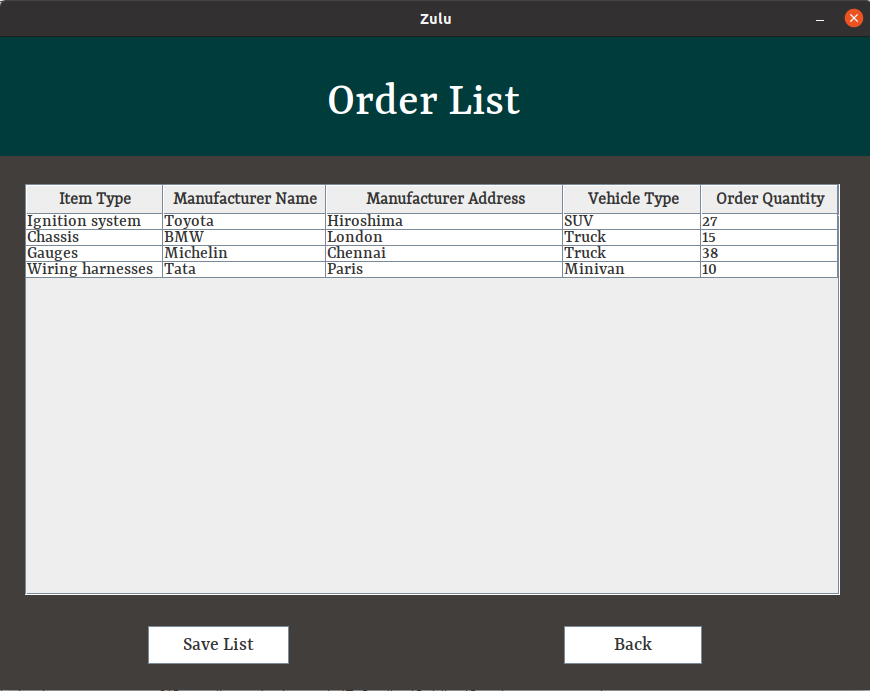 Zulu
Order List
Item Type Manufacturer Name Manufacturer Address Vehicle Type Order Quantity
Ignition system Toyota Hiroshima SUV 27
Chassis BMW London Truck 15
Gauges Michelin Chennai Truck 38
Wiring harnesses Tata Paris Minivan 10
Save List Back